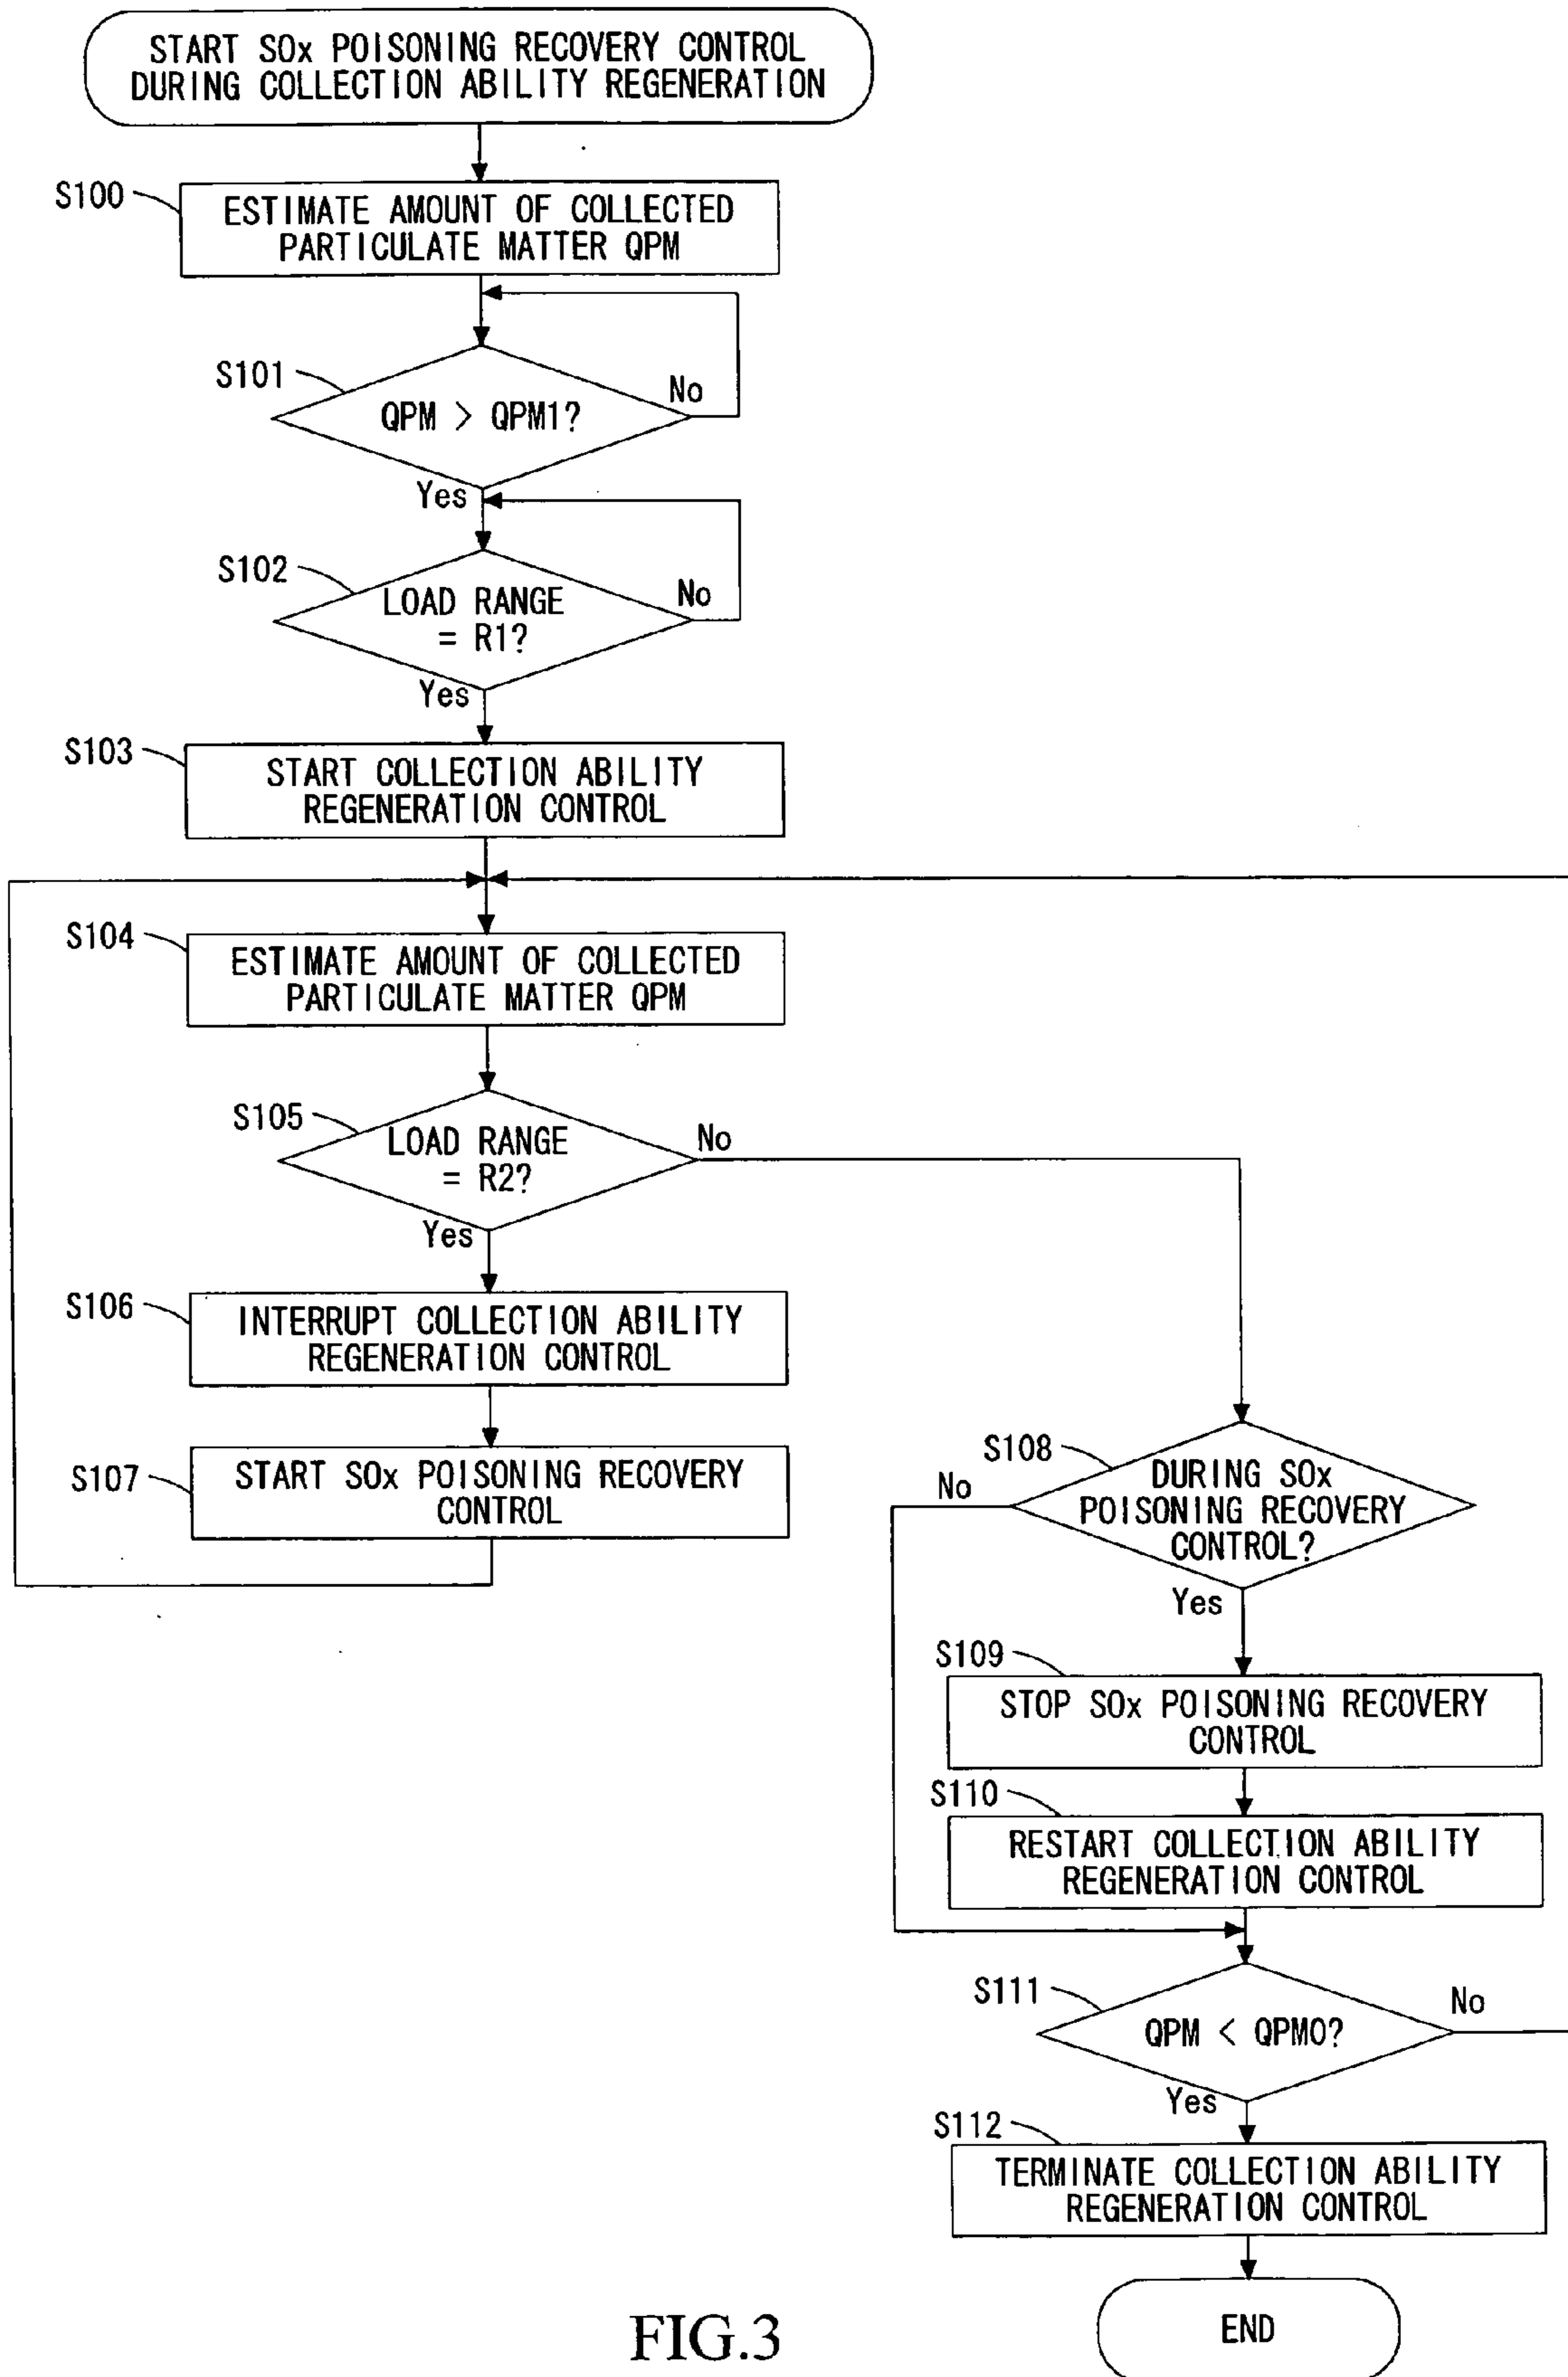 START SOx POISONING RECOVERY CONTROL
DURING COLLECTION ABILITY REGENERATION
S100
ESTIMATE AMOUNT OF COLLECTED
PARTICULATE MATTER QPM
S101
QPM > QPM1?
No
Yes
S102
LOAD RANGE
= R1?
No
Yes
S103
START COLLECTION ABILITY
REGENERATION CONTROL
S104
ESTIMATE AMOUNT OF COLLECTED
PARTICULATE MATTER QPM
S105
LOAD RANGE
= R2?
No
Yes
S106
INTERRUPT COLLECTION ABILITY
REGENERATION CONTROL
S107
START SOx POISONING RECOVERY
CONTROL
S108
DURING SOx
POISONING RECOVERY
CONTROL?
No
Yes
S109
STOP SOx POISONING RECOVERY
CONTROL
S110
RESTART COLLECTION ABILITY
REGENERATION CONTROL
S111
QPM < QPM0?
No
Yes
S112
TERMINATE COLLECTION ABILITY
REGENERATION CONTROL
END
FIG.3